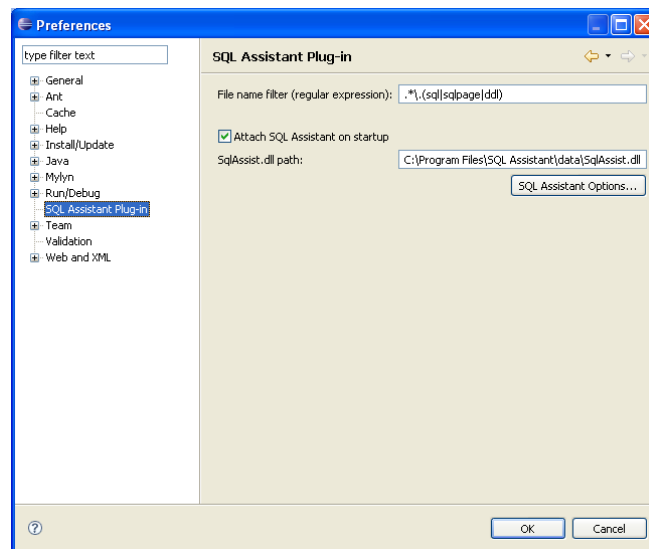 Preferences
type filter text
General
Ant
Cache
Help
Install/Update
Java
Mylyn
Run/Debug
SQL Assistant Plug-in
Team
Validation
Web and XML
SQL Assistant Plug-in
File name filter (regular expression): .*\.(sql|sqlpage|ddl)
Attach SQL Assistant on startup
SqlAssist.dll path: C:\Program Files\SQL Assistant\data\SqlAssist.dll
SQL Assistant Options...
OK Cancel